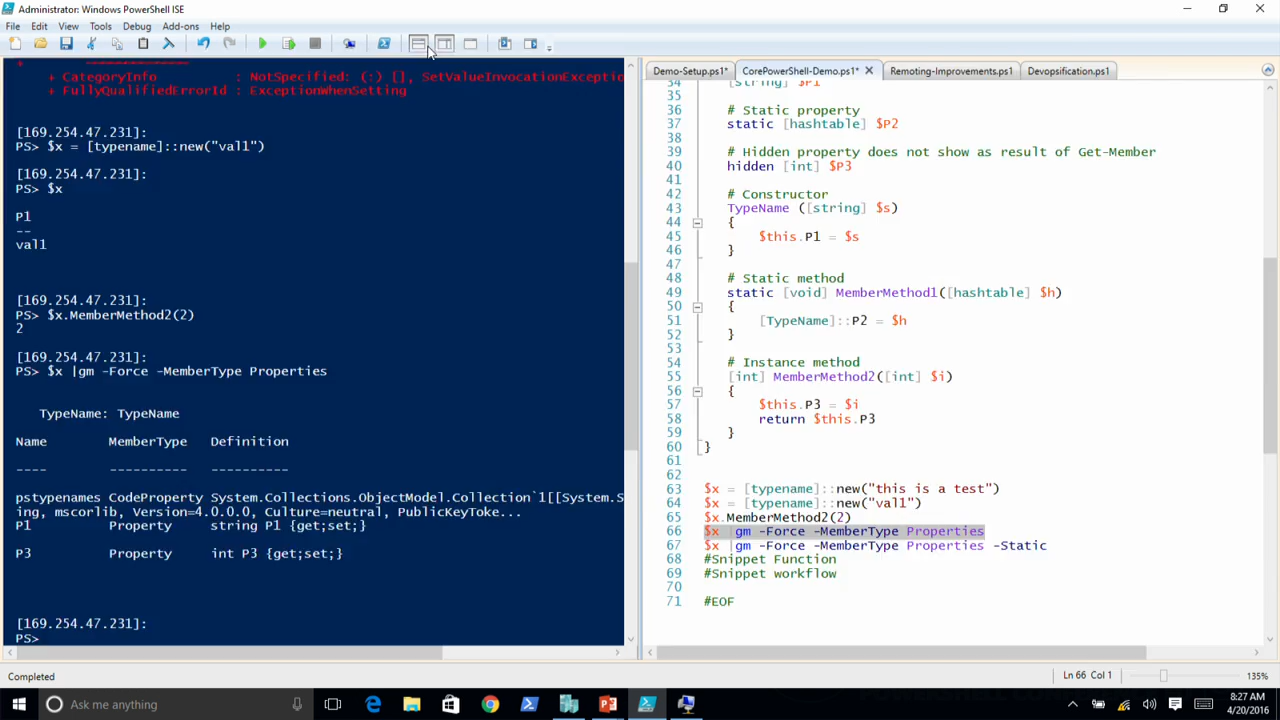 Administrator: Windows PowerShell ISE
File Edit View Tools Debug Add-ons Help
+ CategoryInfo : NotSpecified: (:) [], SetValueInvocationExceptio
+ FullyQualifiedErrorId : ExceptionWhenSetting
[169.254.47.231]:
PS> $x = [typename]::new("val1")
[169.254.47.231]:
PS> $x
P1
--
val1
[169.254.47.231]:
PS> $x.MemberMethod2(2)
2
[169.254.47.231]:
PS> $x |gm -Force -MemberType Properties
TypeName: TypeName
Name MemberType Definition
---- ---------- ----------
pstypenames CodeProperty System.Collections.ObjectModel.Collection`1[[System.S
ing, mscorlib, Version=4.0.0.0, Culture=neutral, PublicKeyToke...
P1 Property string P1 {get;set;}
P3 Property int P3 {get;set;}
[169.254.47.231]:
PS>
Demo-Setup.ps1* CorePowerShell-Demo.ps1* Remoting-Improvements.ps1 Devopsification.ps1
34 [string] $P1
35
36 # Static property
37 static [hashtable] $P2
38
39 # Hidden property does not show as result of Get-Member
40 hidden [int] $P3
41
42 # Constructor
43 TypeName ([string] $s)
44 {
45 $this.P1 = $s
46 }
47
48 # Static method
49 static [void] MemberMethod1([hashtable] $h)
50 {
51 [TypeName]::P2 = $h
52 }
53
54 # Instance method
55 [int] MemberMethod2([int] $i)
56 {
57 $this.P3 = $i
58 return $this.P3
59 }
60 }
61
62
63 $x = [typename]::new("this is a test")
64 $x = [typename]::new("val1")
65 $x.MemberMethod2(2)
66 $x |gm -Force -MemberType Properties
67 $x |gm -Force -MemberType Properties -Static
68 #Snippet Function
69 #Snippet workflow
70
71 #EOF
Completed Ln 66 Col 1 135%
Ask me anything
8:27 AM
4/20/2016